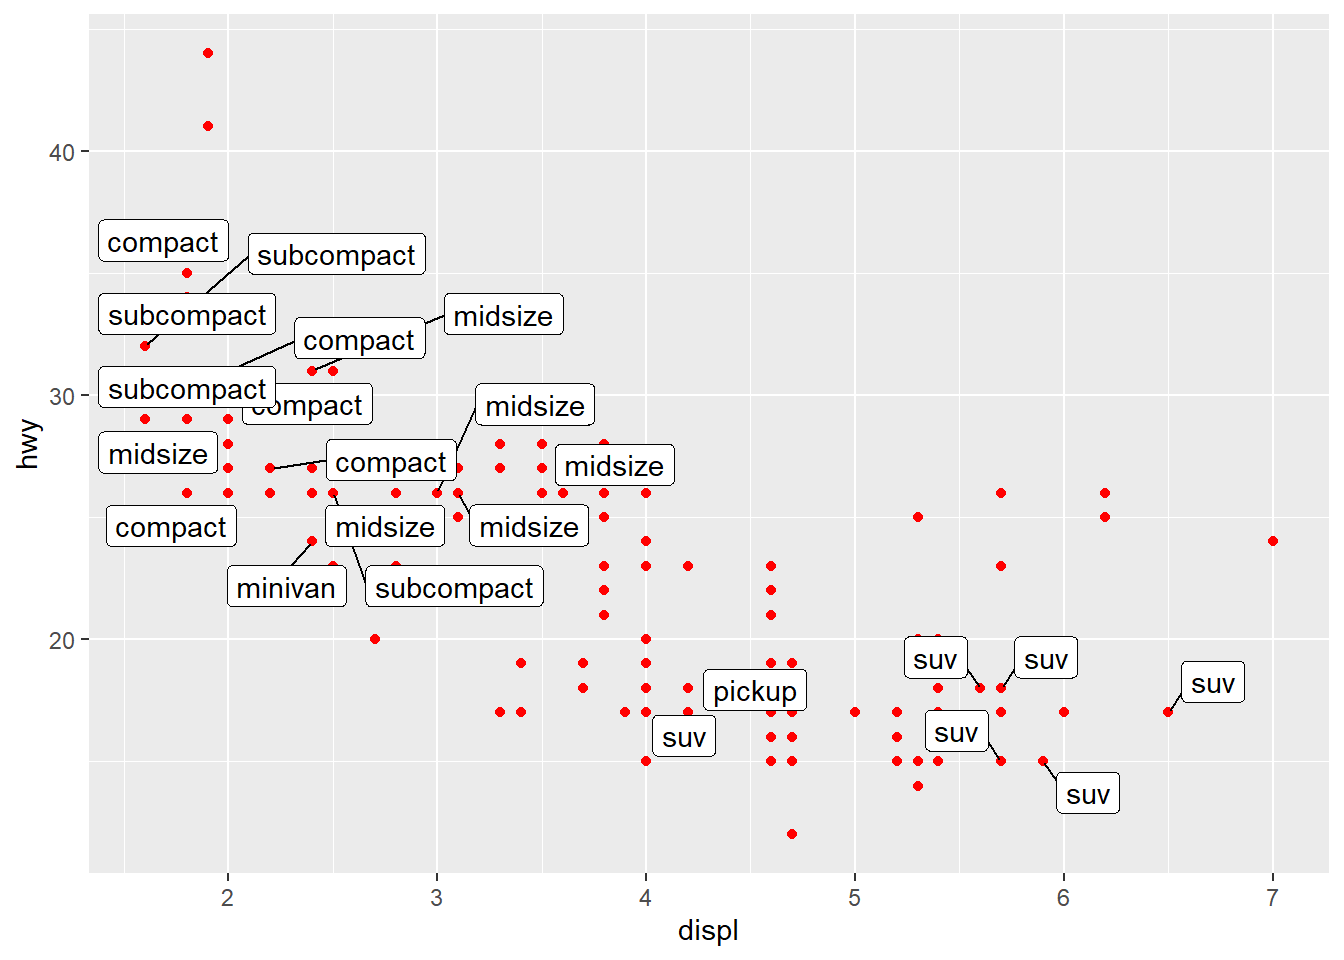 40
compact
subcompact
subcompact
midsize
compact
subcompact
compact
30
midsize
hwy
midsize
compact
midsize
compact
midsize
midsize
minivan
subcompact
20
suv
suv
suv
pickup
suv
suv
suv
2
3
4
5
6
7
displ